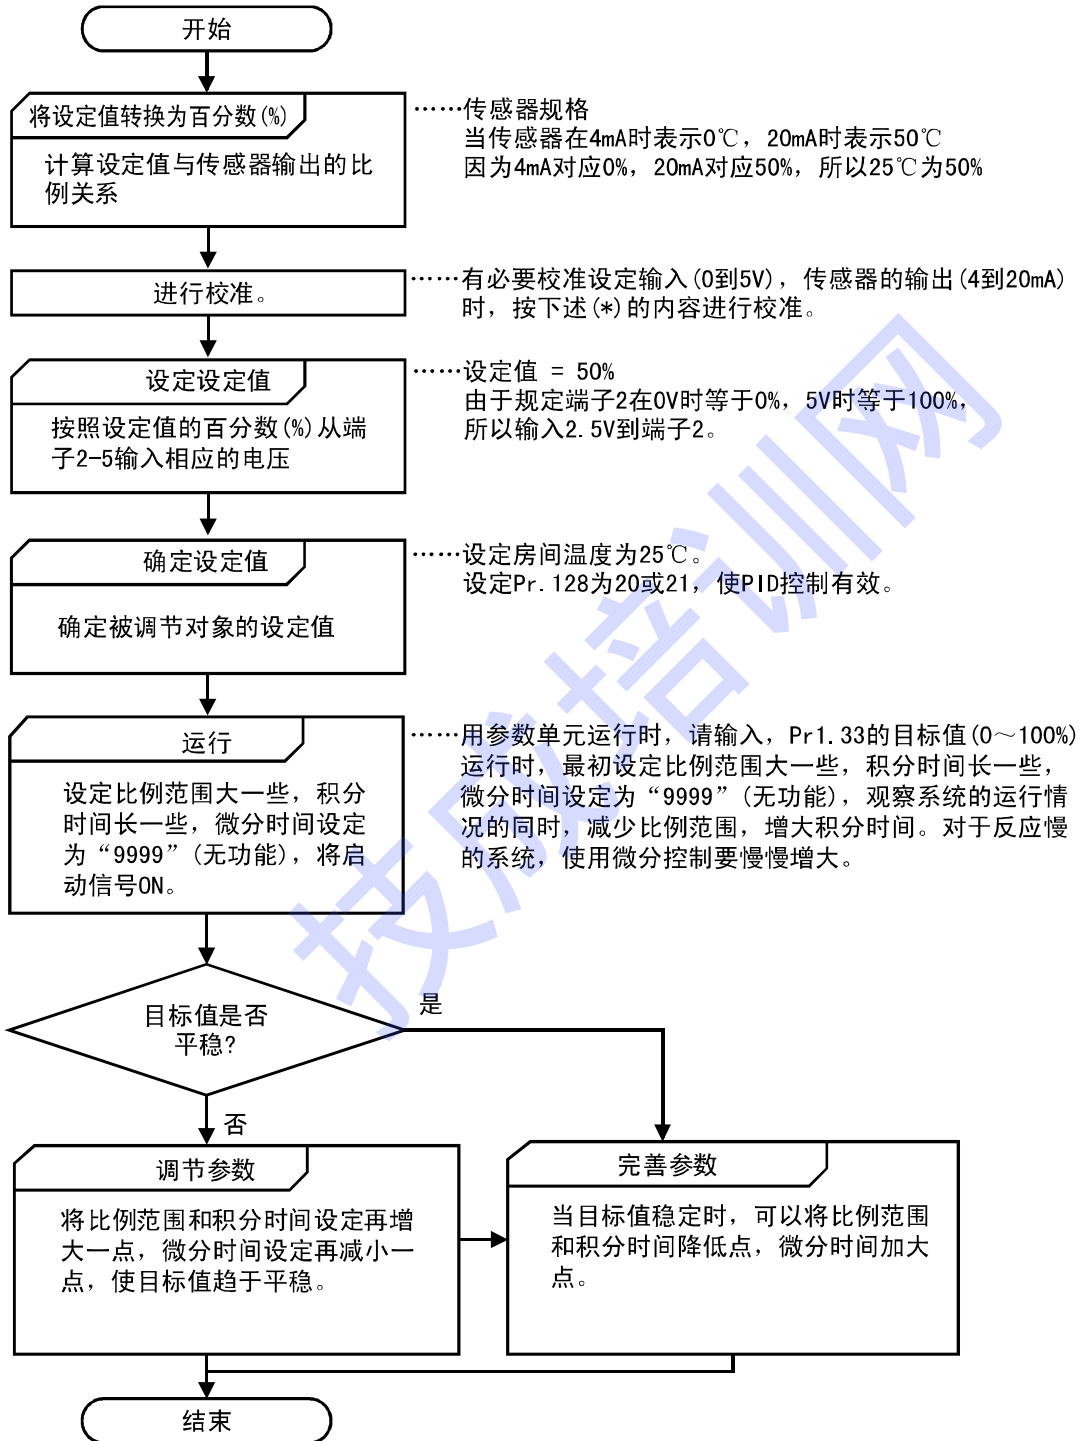 开始
将设定值转换为百分数(%)
计算设定值与传感器输出的比
例关系
……传感器规格
当传感器在4mA时表示0℃，20mA时表示50℃
因为4mA对应0%，20mA对应50%，所以25℃为50%
进行校准。
……有必要校准设定输入(0到5V)，传感器的输出(4到20mA)
时，按下述(*)的内容进行校准。
设定设定值
按照设定值的百分数(%)从端
子2-5输入相应的电压
……设定值 = 50%
由于规定端子2在0V时等于0%，5V时等于100%，
所以输入2.5V到端子2。
确定设定值
确定被调节对象的设定值
……设定房间温度为25℃。
设定Pr.128为20或21，使PID控制有效。
运行
设定比例范围大一些，积分
时间长一些，微分时间设定
为“9999”(无功能)，将启
动信号ON。
……用参数单元运行时，请输入，Pr1.33的目标值(0～100%)
运行时，最初设定比例范围大一些，积分时间长一些，
微分时间设定为“9999”(无功能)，观察系统的运行情
况的同时，减少比例范围，增大积分时间。对于反应慢
的系统，使用微分控制要慢慢增大。
目标值是否
平稳?
是
否
调节参数
将比例范围和积分时间设定再增
大一点，微分时间设定再减小一
点，使目标值趋于平稳。
完善参数
当目标值稳定时，可以将比例范围
和积分时间降低点，微分时间加大
点。
结束
技成培训网